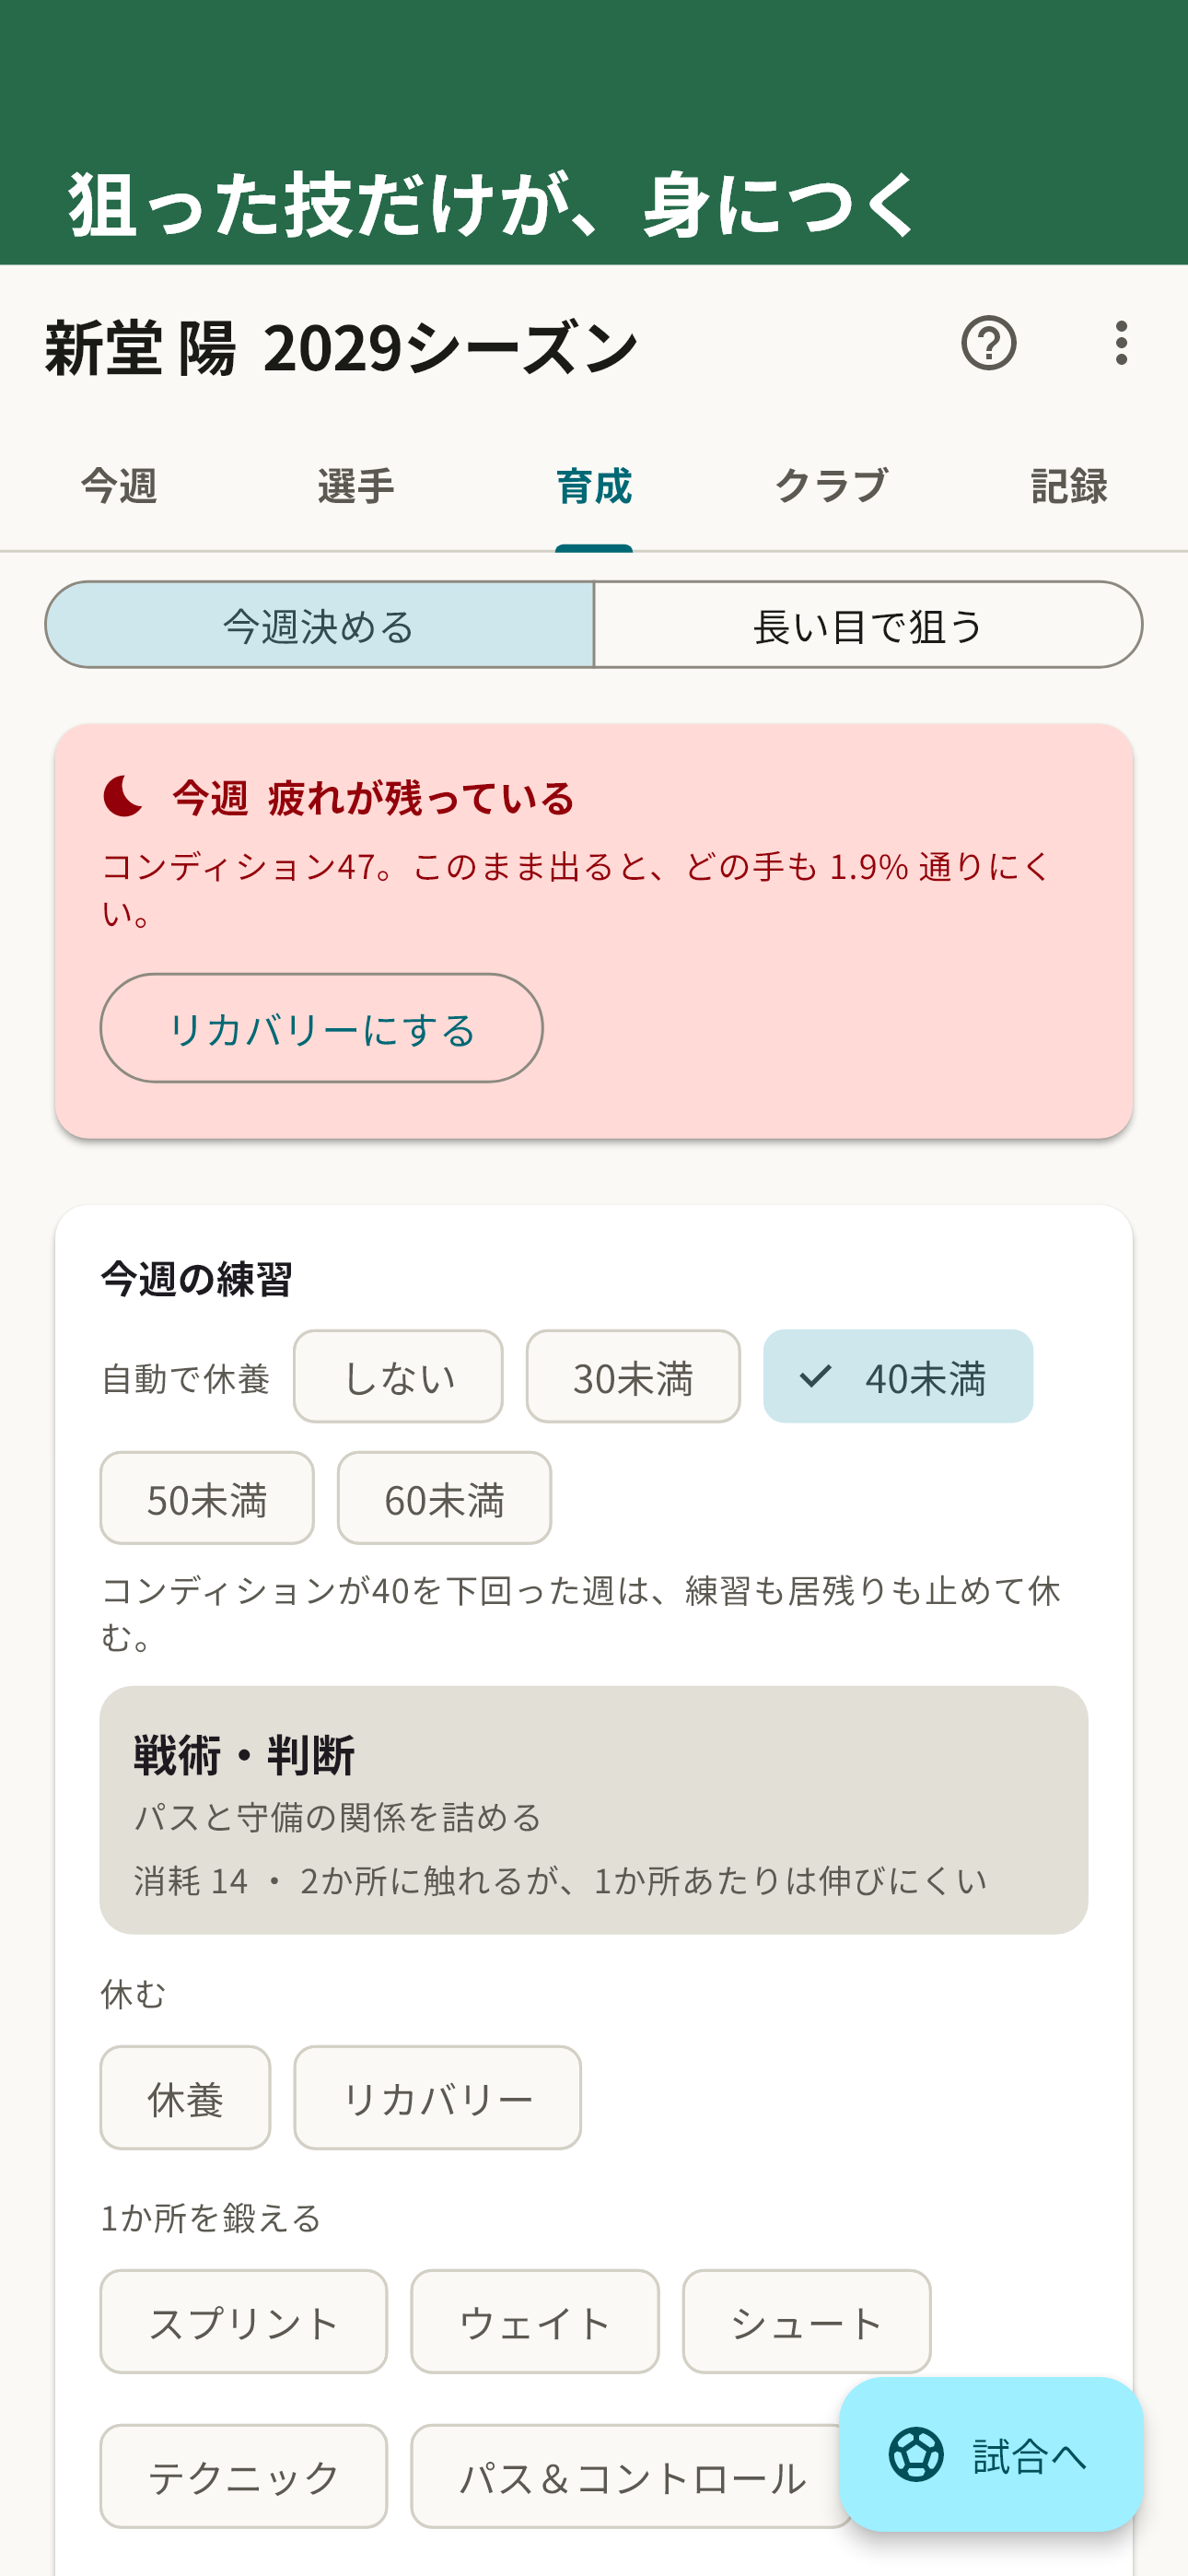 狙った技だけが、身につく
新堂 陽 2029シーズン
今週 選手 育成 クラブ 記録
今週決める 長い目で狙う
今週 疲れが残っている
コンディション47。このまま出ると、どの手も 1.9% 通りにく
い。
リカバリーにする
今週の練習
自動で休養 しない 30未満 40未満
50未満 60未満
コンディションが40を下回った週は、練習も居残りも止めて休
む。
戦術・判断
パスと守備の関係を詰める
消耗 14 ・ 2か所に触れるが、1か所あたりは伸びにくい
休む
休養 リカバリー
1か所を鍛える
スプリント ウェイト シュート
テクニック パス＆コントロール 試合へ